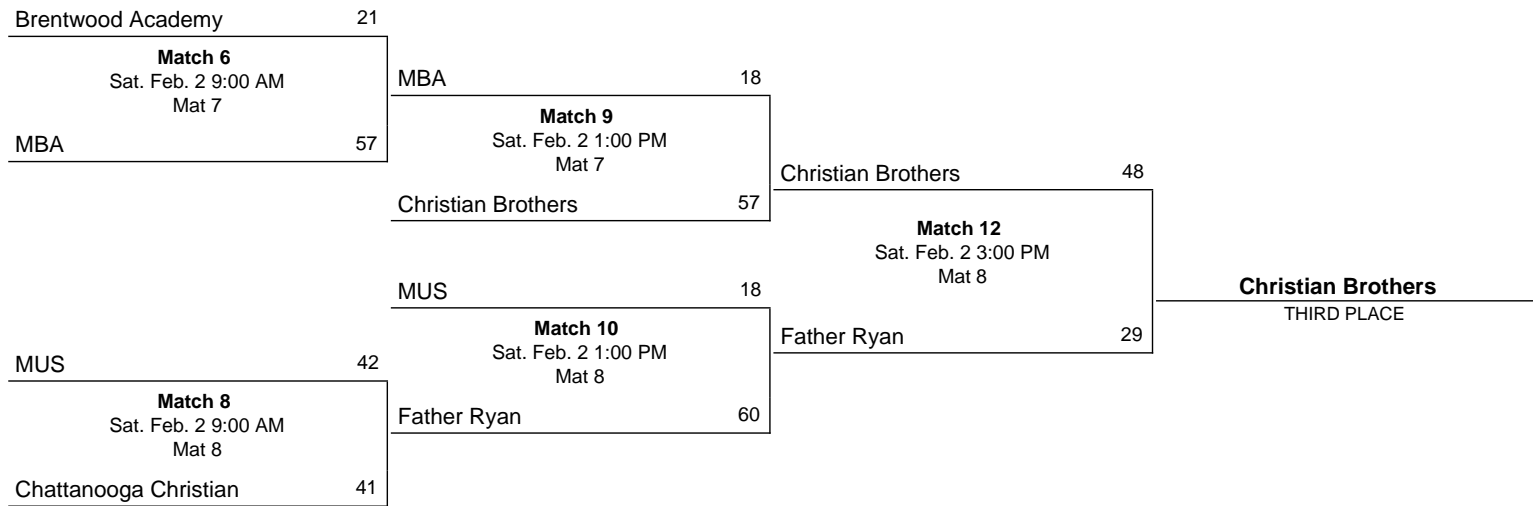 Brentwood Academy 21
Match 6
Sat. Feb. 2 9:00 AM
Mat 7
MBA 57
MBA 18
Match 9
Sat. Feb. 2 1:00 PM
Mat 7
Christian Brothers 57
Christian Brothers 48
Match 12
Sat. Feb. 2 3:00 PM
Mat 8
Father Ryan 29
MUS 18
Match 10
Sat. Feb. 2 1:00 PM
Mat 8
Father Ryan 60
MUS 42
Match 8
Sat. Feb. 2 9:00 AM
Mat 8
Chattanooga Christian 41
Christian Brothers
THIRD PLACE